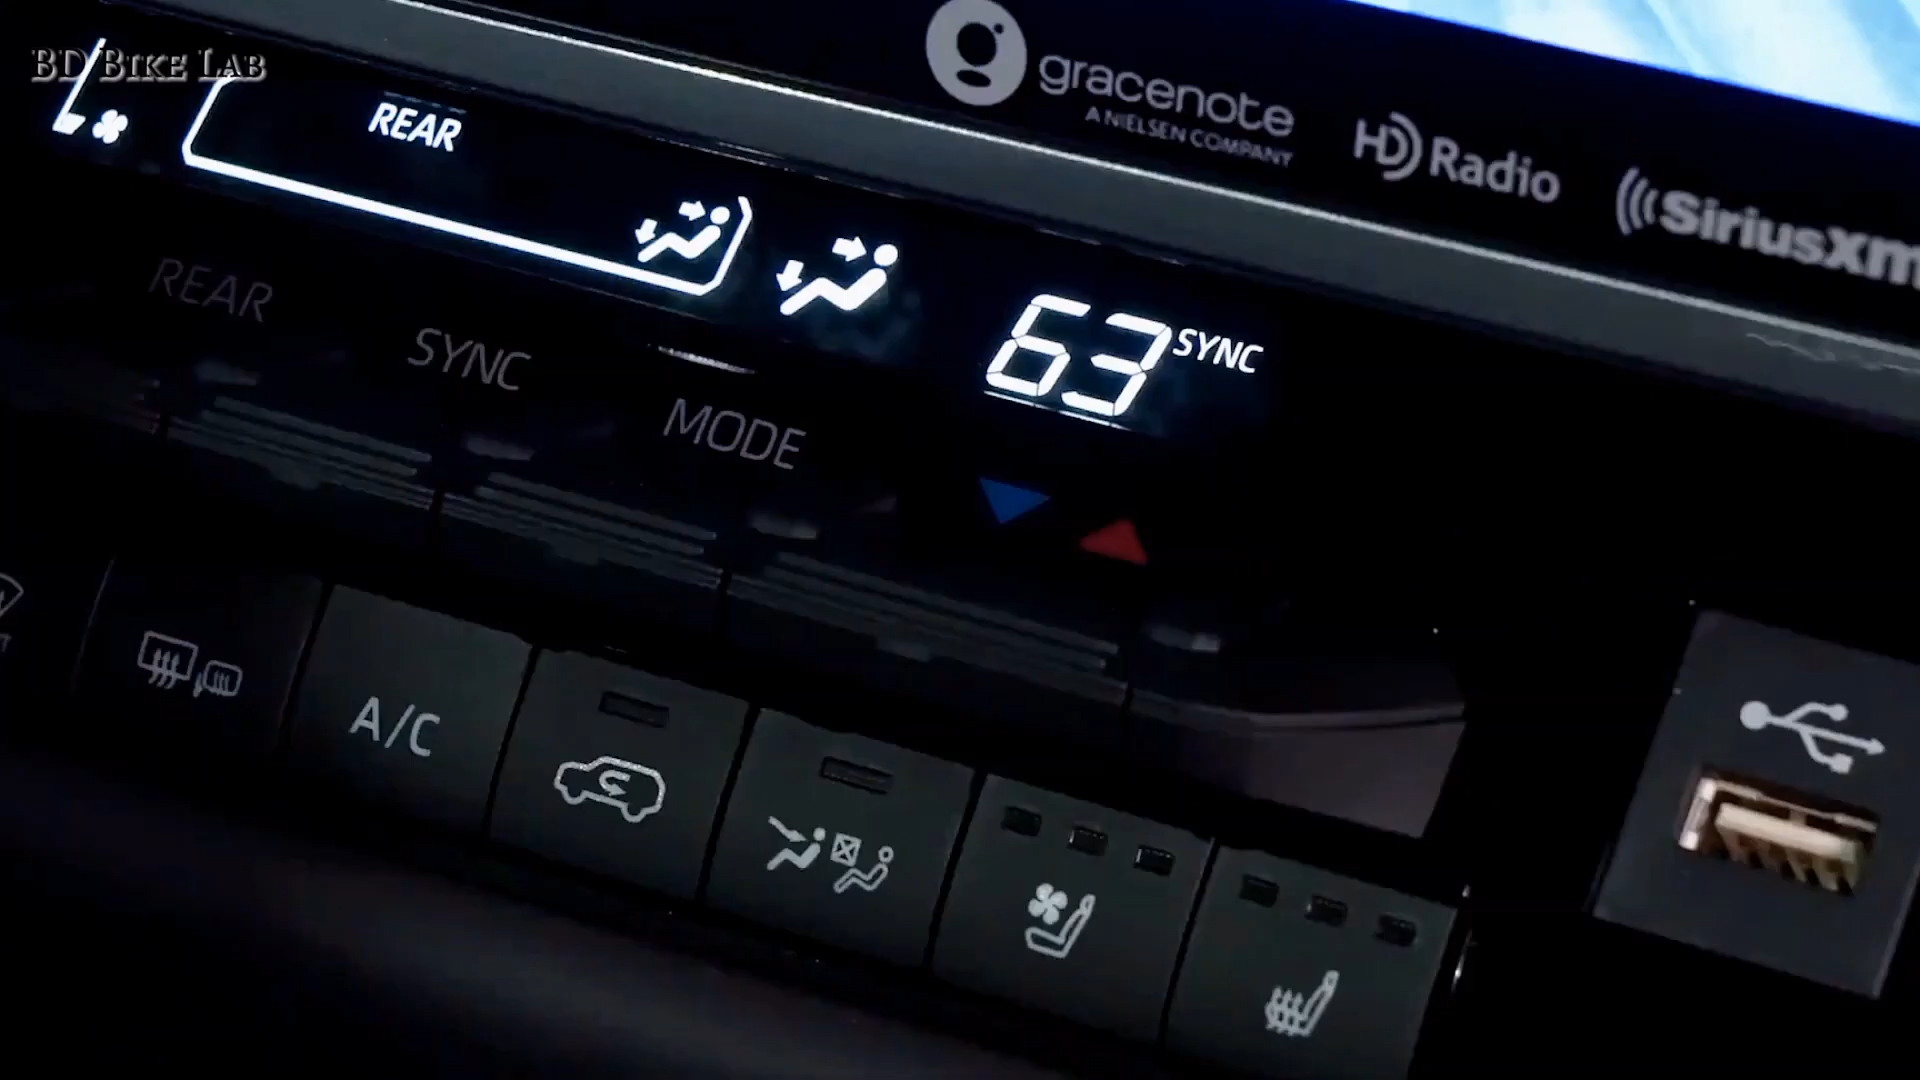 BD Bike Lab
gracenote
A NIELSEN COMPANY
HD Radio
SiriusXM
REAR
63 SYNC
REAR
SYNC
MODE
A/C